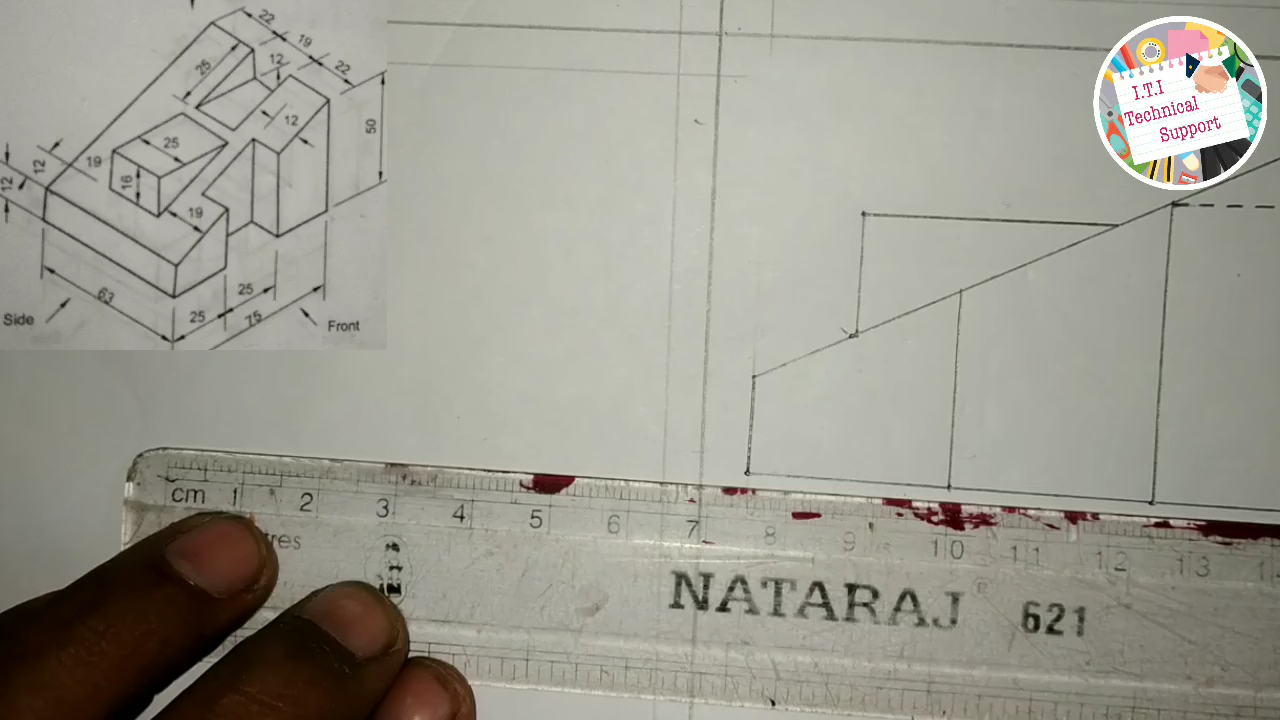 22
19
22
12
25
12
50
25
19
12
12
16
19
63
25
25
75
Side
Front
I.T.I
Technical
Support
cm 1 2 3 4 5 6 7 8 9 10 11 12 13
NATARAJ ® 621